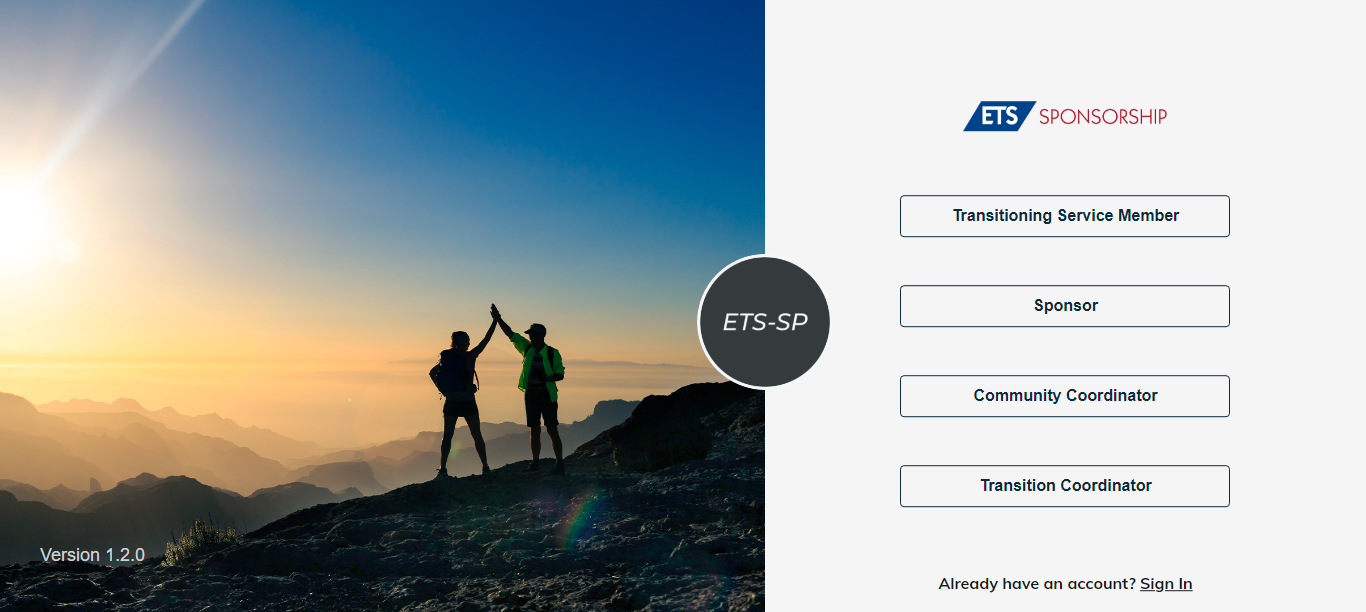 ETS SPONSORSHIP
Transitioning Service Member
Sponsor
ETS-SP
Community Coordinator
Transition Coordinator
Version 1.2.0
Already have an account? Sign In